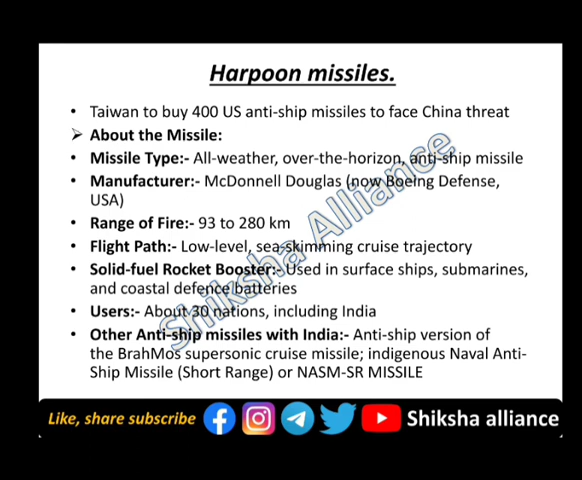 Harpoon missiles.
• Taiwan to buy 400 US anti-ship missiles to face China threat
➢ About the Missile:
• Missile Type:- All-weather, over-the-horizon, anti-ship missile
• Manufacturer:- McDonnell Douglas (now Boeing Defense,
USA)
• Range of Fire:- 93 to 280 km
• Flight Path:- Low-level, sea-skimming cruise trajectory
• Solid-fuel Rocket Booster:- Used in surface ships, submarines,
and coastal defence batteries
• Users:- About 30 nations, including India
• Other Anti-ship missiles with India:- Anti-ship version of
the BrahMos supersonic cruise missile; indigenous Naval Anti-
Ship Missile (Short Range) or NASM-SR MISSILE
Shiksha Alliance
Like, share subscribe Shiksha alliance